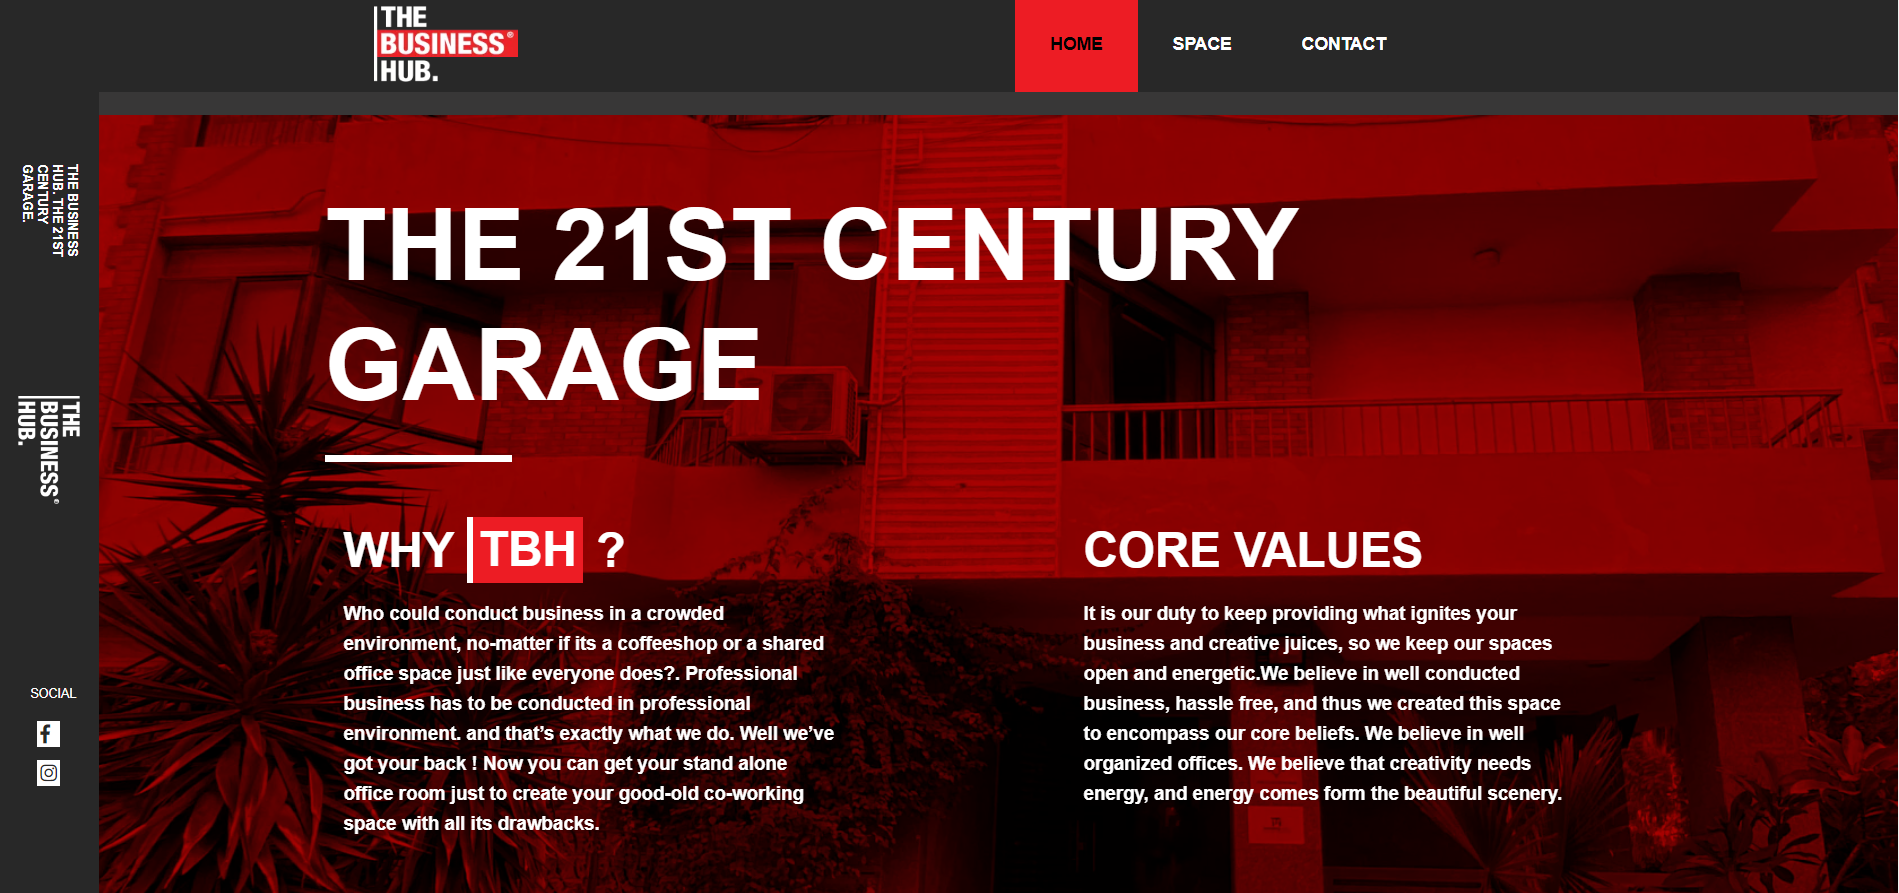 THE
BUSINESS®
HUB.
HOME
SPACE
CONTACT
THE BUSINESS
HUB. THE 21ST
CENTURY
GARAGE.
THE
BUSINESS®
HUB.
SOCIAL
THE 21ST CENTURY
GARAGE
WHY TBH ?
Who could conduct business in a crowded
environment, no-matter if its a coffeeshop or a shared
office space just like everyone does?. Professional
business has to be conducted in professional
environment. and that’s exactly what we do. Well we’ve
got your back ! Now you can get your stand alone
office room just to create your good-old co-working
space with all its drawbacks.
CORE VALUES
It is our duty to keep providing what ignites your
business and creative juices, so we keep our spaces
open and energetic.We believe in well conducted
business, hassle free, and thus we created this space
to encompass our core beliefs. We believe in well
organized offices. We believe that creativity needs
energy, and energy comes form the beautiful scenery.